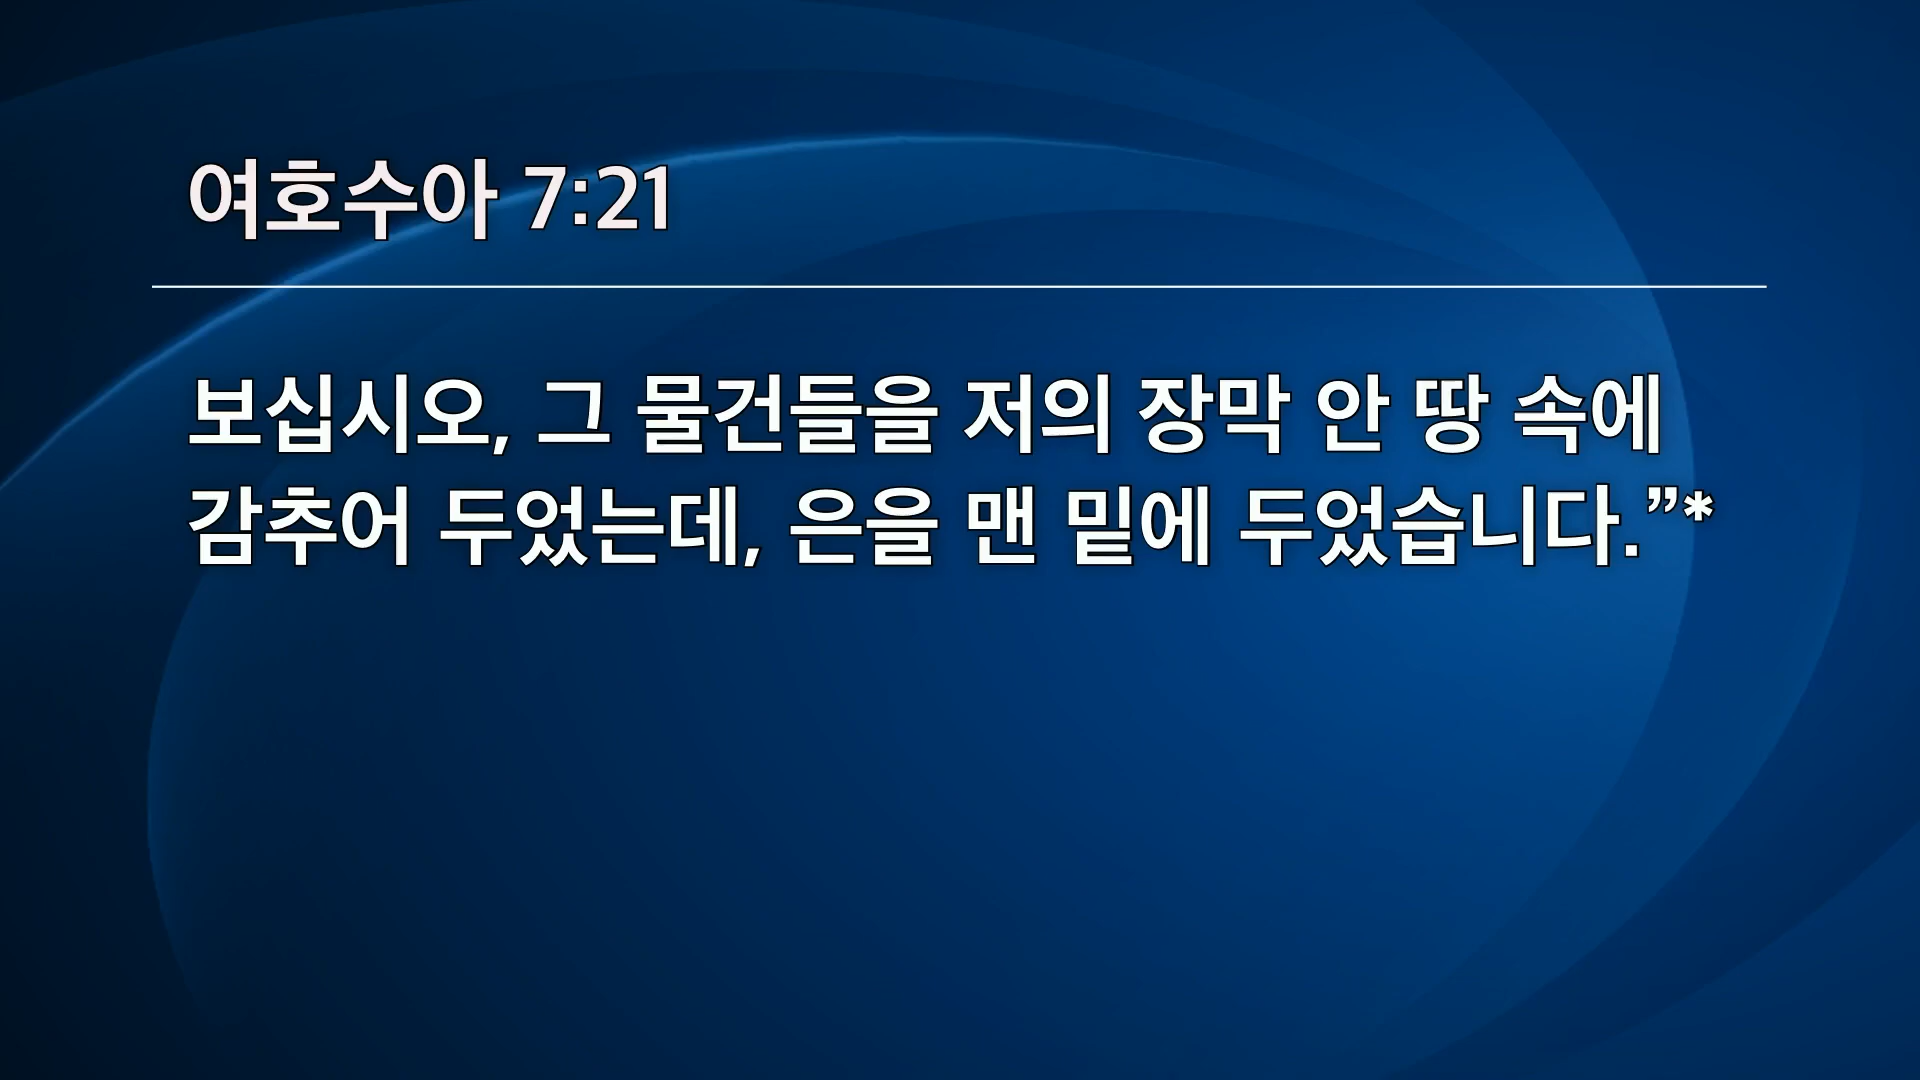 여호수아 7:21
보십시오, 그 물건들을 저의 장막 안 땅 속에
감추어 두었는데, 은을 맨 밑에 두었습니다.”*